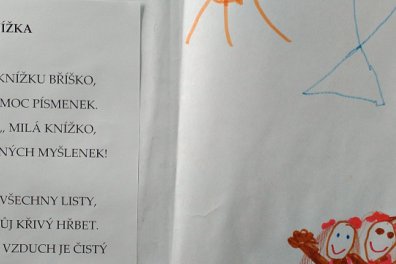 ÍŽKA
KNÍŽKU BŘÍŠKO,
MOC PÍSMENEK.
, MILÁ KNÍŽKO,
NÝCH MYŠLENEK!
VŠECHNY LISTY,
ŮJ KŘIVÝ HŘBET.
VZDUCH JE ČISTÝ